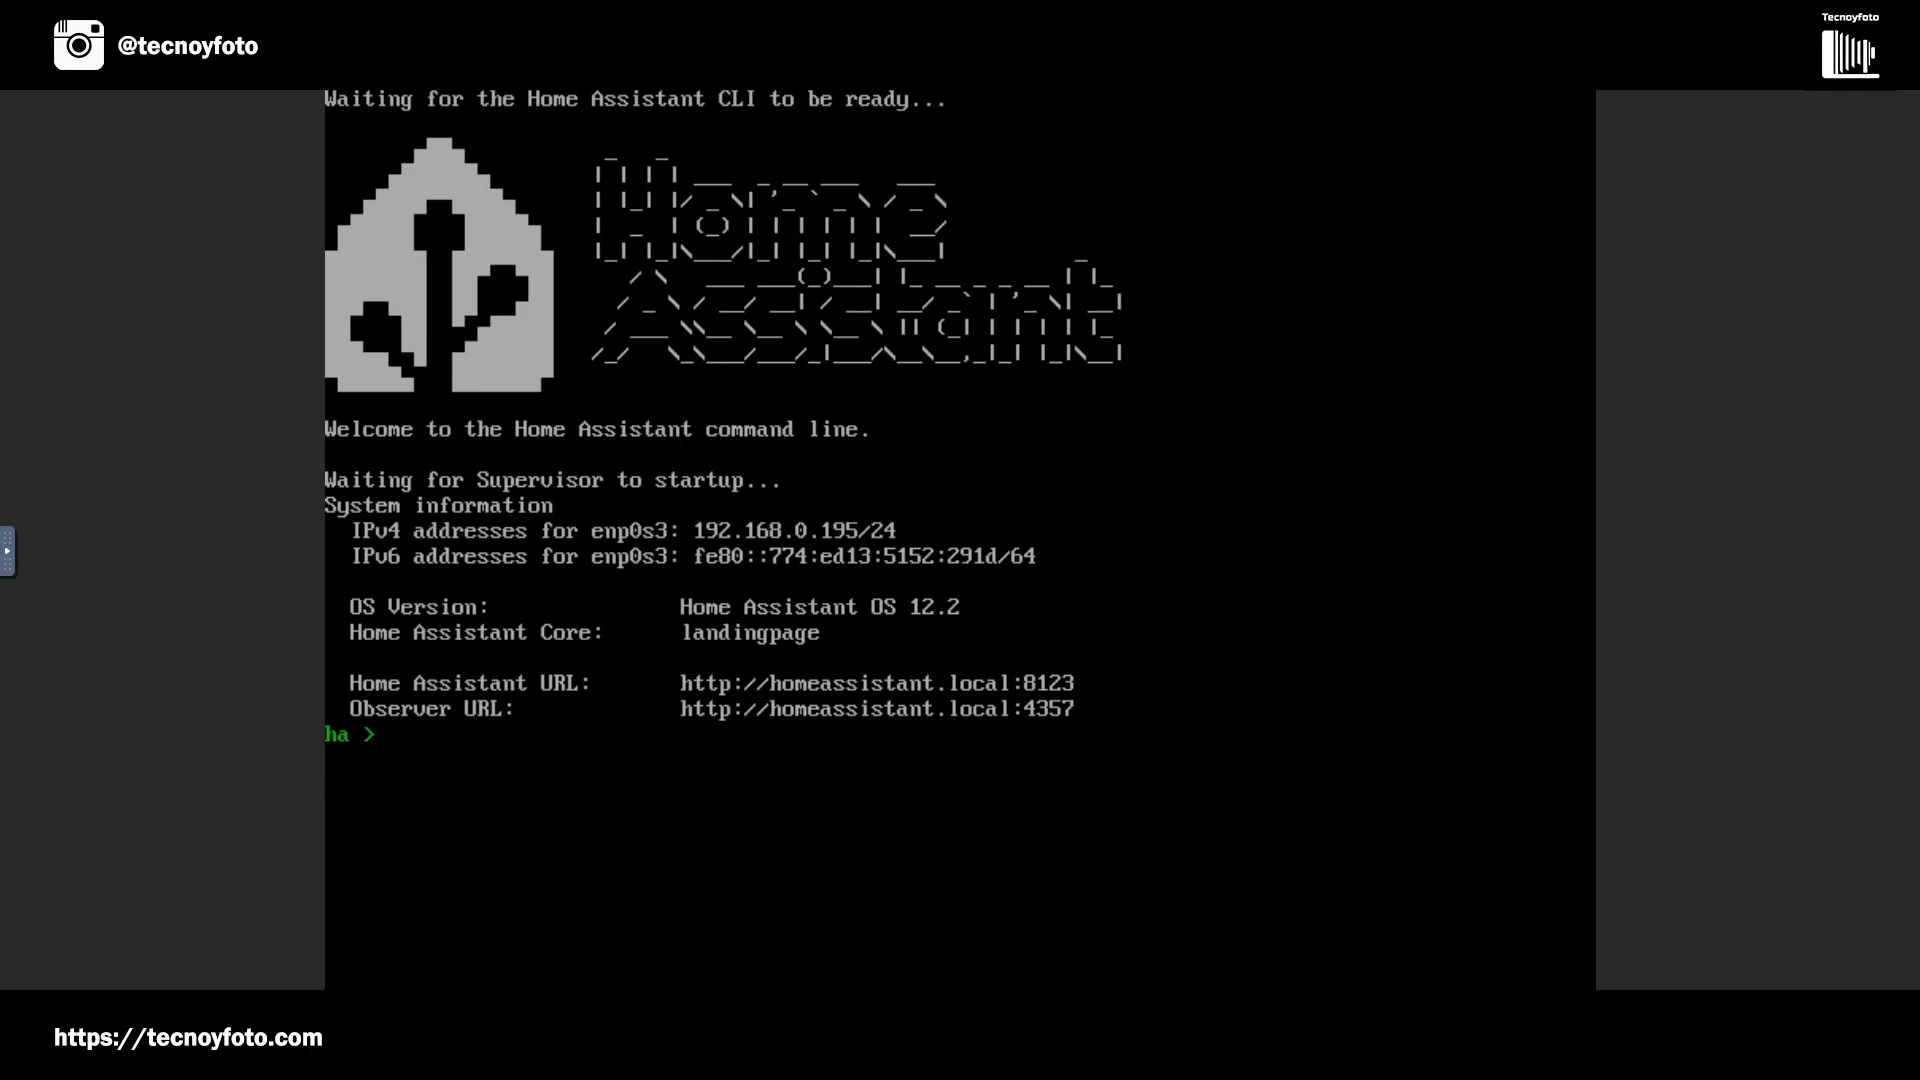 @tecnoyfoto
Tecnoyfoto
Waiting for the Home Assistant CLI to be ready...
Home
Assistant
Welcome to the Home Assistant command line.
Waiting for Supervisor to startup...
System information
IPv4 addresses for enp0s3: 192.168.0.195/24
IPv6 addresses for enp0s3: fe80::774:ed13:5152:291d/64
OS Version: Home Assistant OS 12.2
Home Assistant Core: landingpage
Home Assistant URL: http://homeassistant.local:8123
Observer URL: http://homeassistant.local:4357
ha >
https://tecnoyfoto.com